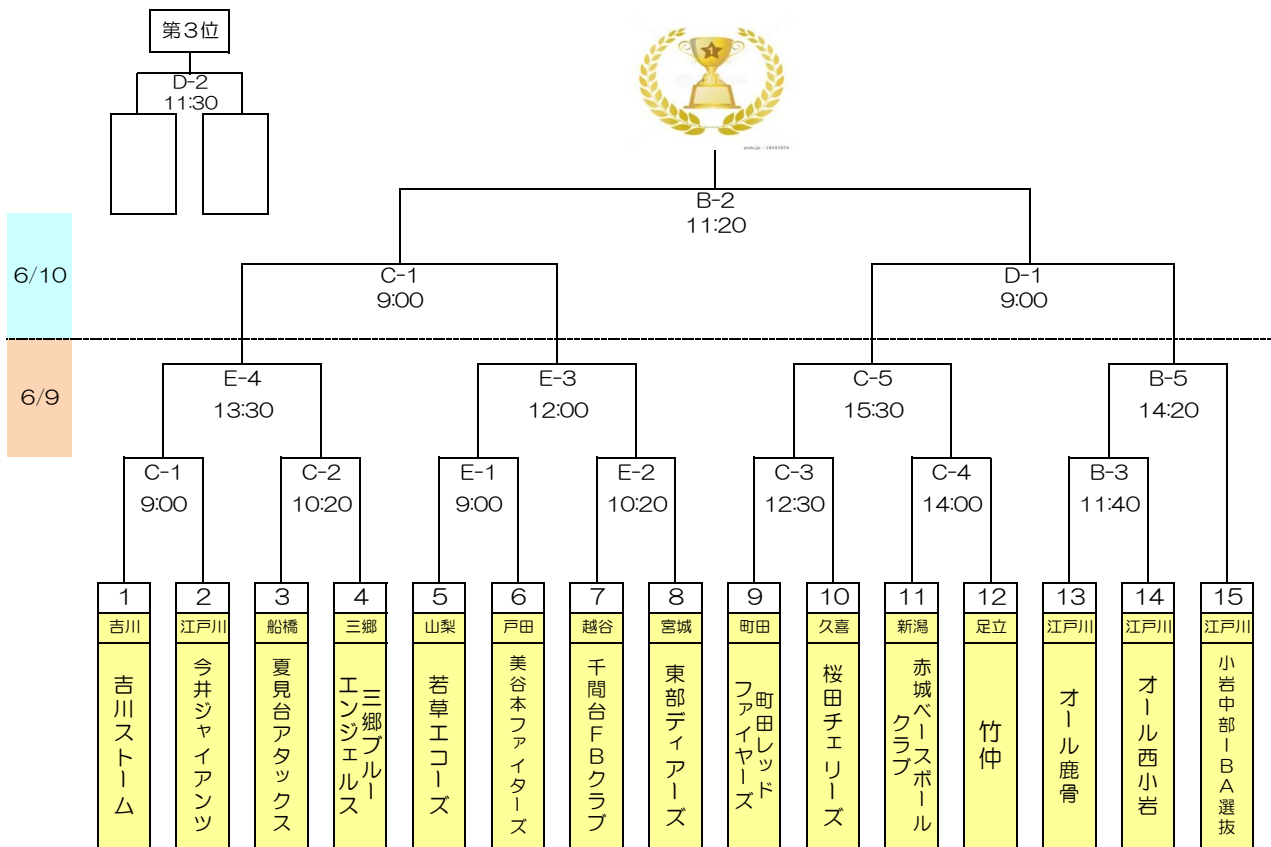 第３位
D-2
11:30
1
pixta.jp - 28441856
B-2
11:20
6/10
C-1
9:00
D-1
9:00
6/9
E-4
13:30
E-3
12:00
C-5
15:30
B-5
14:20
C-1
9:00
C-2
10:20
E-1
9:00
E-2
10:20
C-3
12:30
C-4
14:00
B-3
11:40
1
2
3
4
5
6
7
8
9
10
11
12
13
14
15
吉川
江戸川
船橋
三郷
山梨
戸田
越谷
宮城
町田
久喜
新潟
足立
江戸川
江戸川
江戸川
吉川ストーム
今井ジャイアンツ
夏見台アタックス
三郷ブルー
エンジェルス
若草エコーズ
美谷本ファイターズ
千間台ＦＢクラブ
東部ディアーズ
町田レッド
ファイヤーズ
桜田チェリーズ
赤城ベースボール
クラブ
竹仲
オール鹿骨
オール西小岩
小岩中部ＩＢＡ選抜